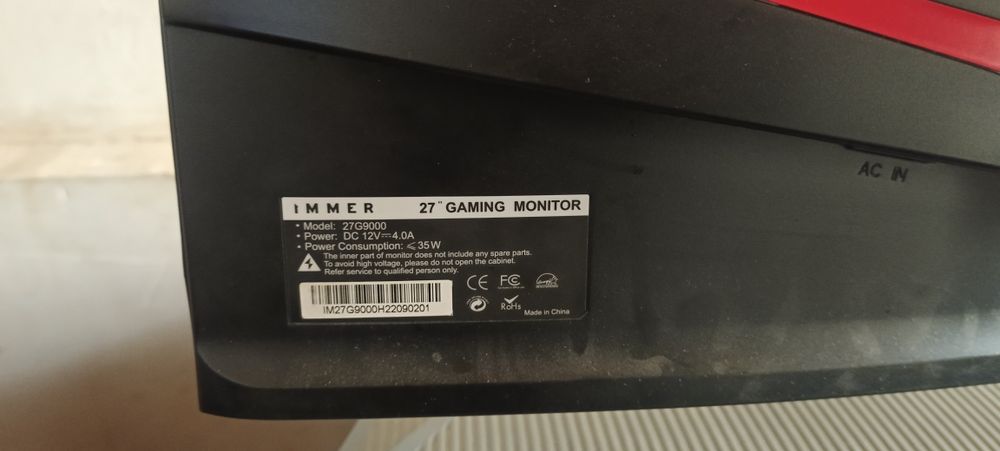 AC IN
IMMER 27" GAMING MONITOR
• Model: 27G9000
• Power: DC 12V⎓4.0A
• Power Consumption: ⩽35W
The inner part of monitor does not include any spare parts.
To avoid high voltage, please do not open the cabinet.
Refer service to qualified person only.
IM27G9000H22090201
CE FC
RoHs
Made in China